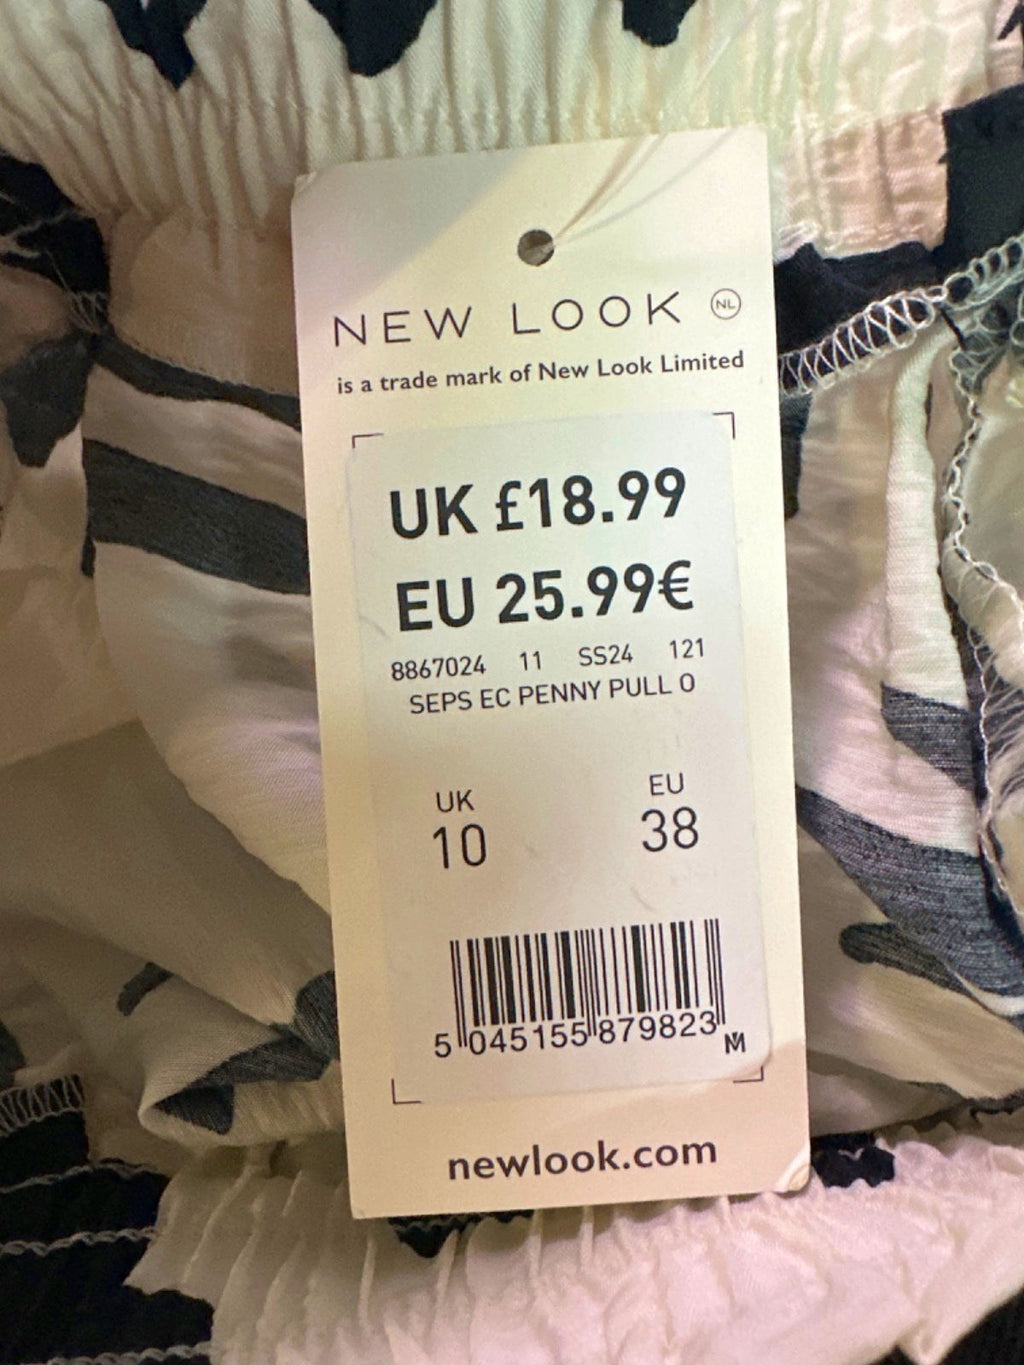 NEW LOOK NL
is a trade mark of New Look Limited
UK £18.99
EU 25.99€
8867024 11 SS24 121
SEPS EC PENNY PULL O
UK EU
10 38
5 045155 879823 M
newlook.com